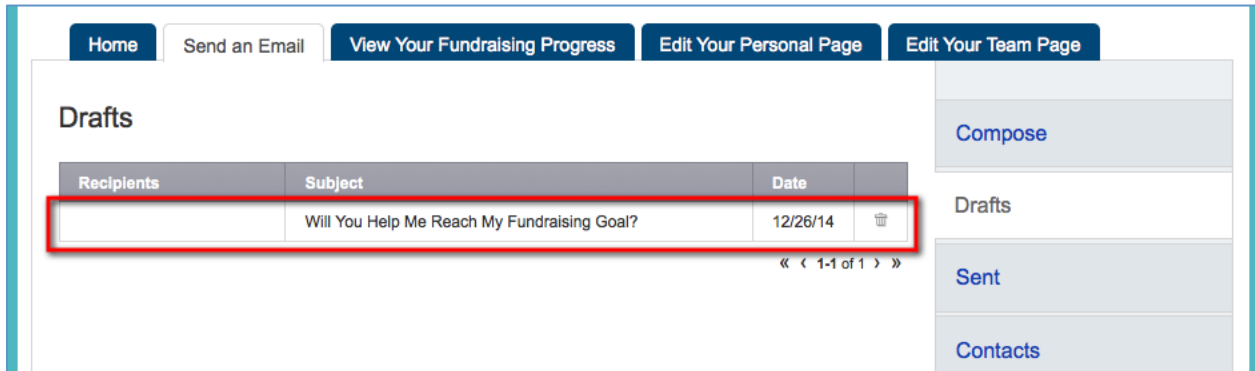 Home Send an Email View Your Fundraising Progress Edit Your Personal Page Edit Your Team Page
Drafts
Recipients Subject Date
Will You Help Me Reach My Fundraising Goal? 12/26/14
« ‹ 1-1 of 1 › »
Compose
Drafts
Sent
Contacts